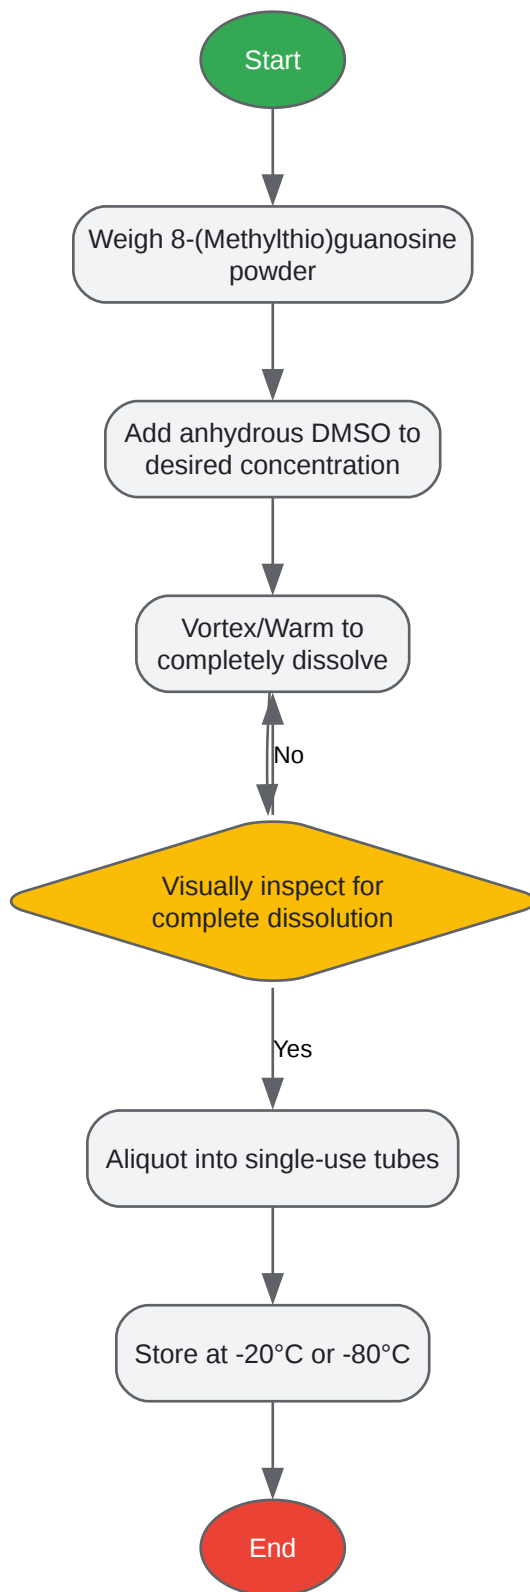 Start
Weigh 8-(Methylthio)guanosine
powder
Add anhydrous DMSO to
desired concentration
Vortex/Warm to
completely dissolve
No
Visually inspect for
complete dissolution
Yes
Aliquot into single-use tubes
Store at -20°C or -80°C
End